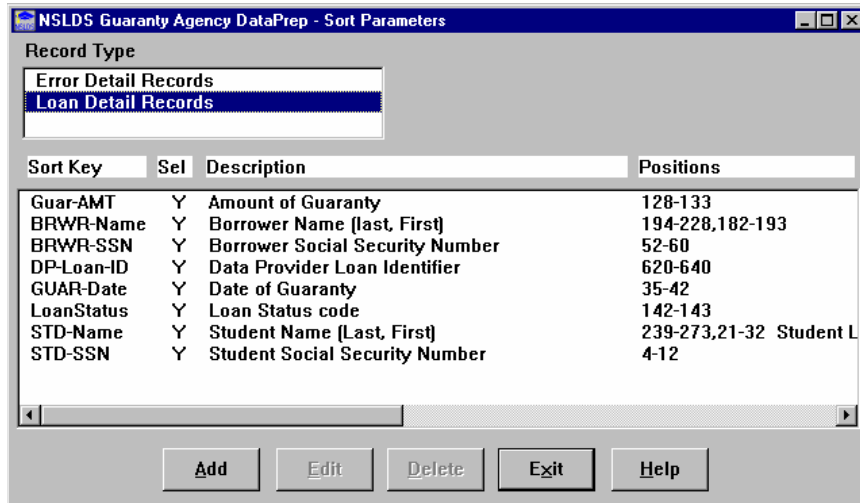 NSLDS Guaranty Agency DataPrep - Sort Parameters
Record Type
Error Detail Records
Loan Detail Records
Sort Key Sel Description Positions
Guar-AMT Y Amount of Guaranty 128-133
BRWR-Name Y Borrower Name (last, First) 194-228,182-193
BRWR-SSN Y Borrower Social Security Number 52-60
DP-Loan-ID Y Data Provider Loan Identifier 620-640
GUAR-Date Y Date of Guaranty 35-42
LoanStatus Y Loan Status code 142-143
STD-Name Y Student Name (Last, First) 239-273,21-32 Student L
STD-SSN Y Student Social Security Number 4-12
Add Edit Delete Exit Help